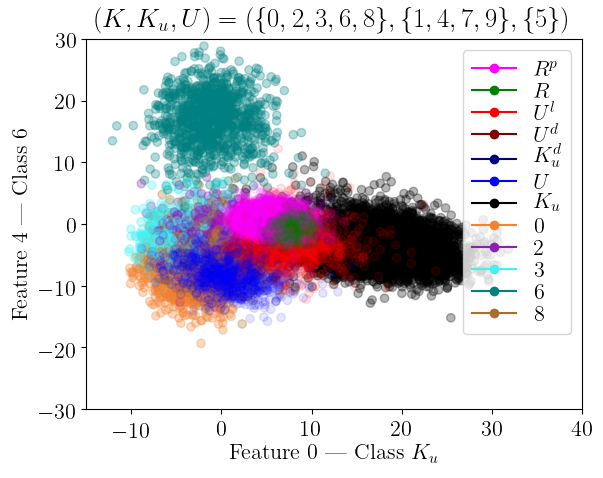 (K, K_u, U) = ({0, 2, 3, 6, 8}, {1, 4, 7, 9}, {5})
30
20
10
0
−10
−20
−30
Feature 4 — Class 6
R^p
R
U^l
U^d
K_u^d
U
K_u
0
2
3
6
8
−10
0
10
20
30
40
Feature 0 — Class K_u